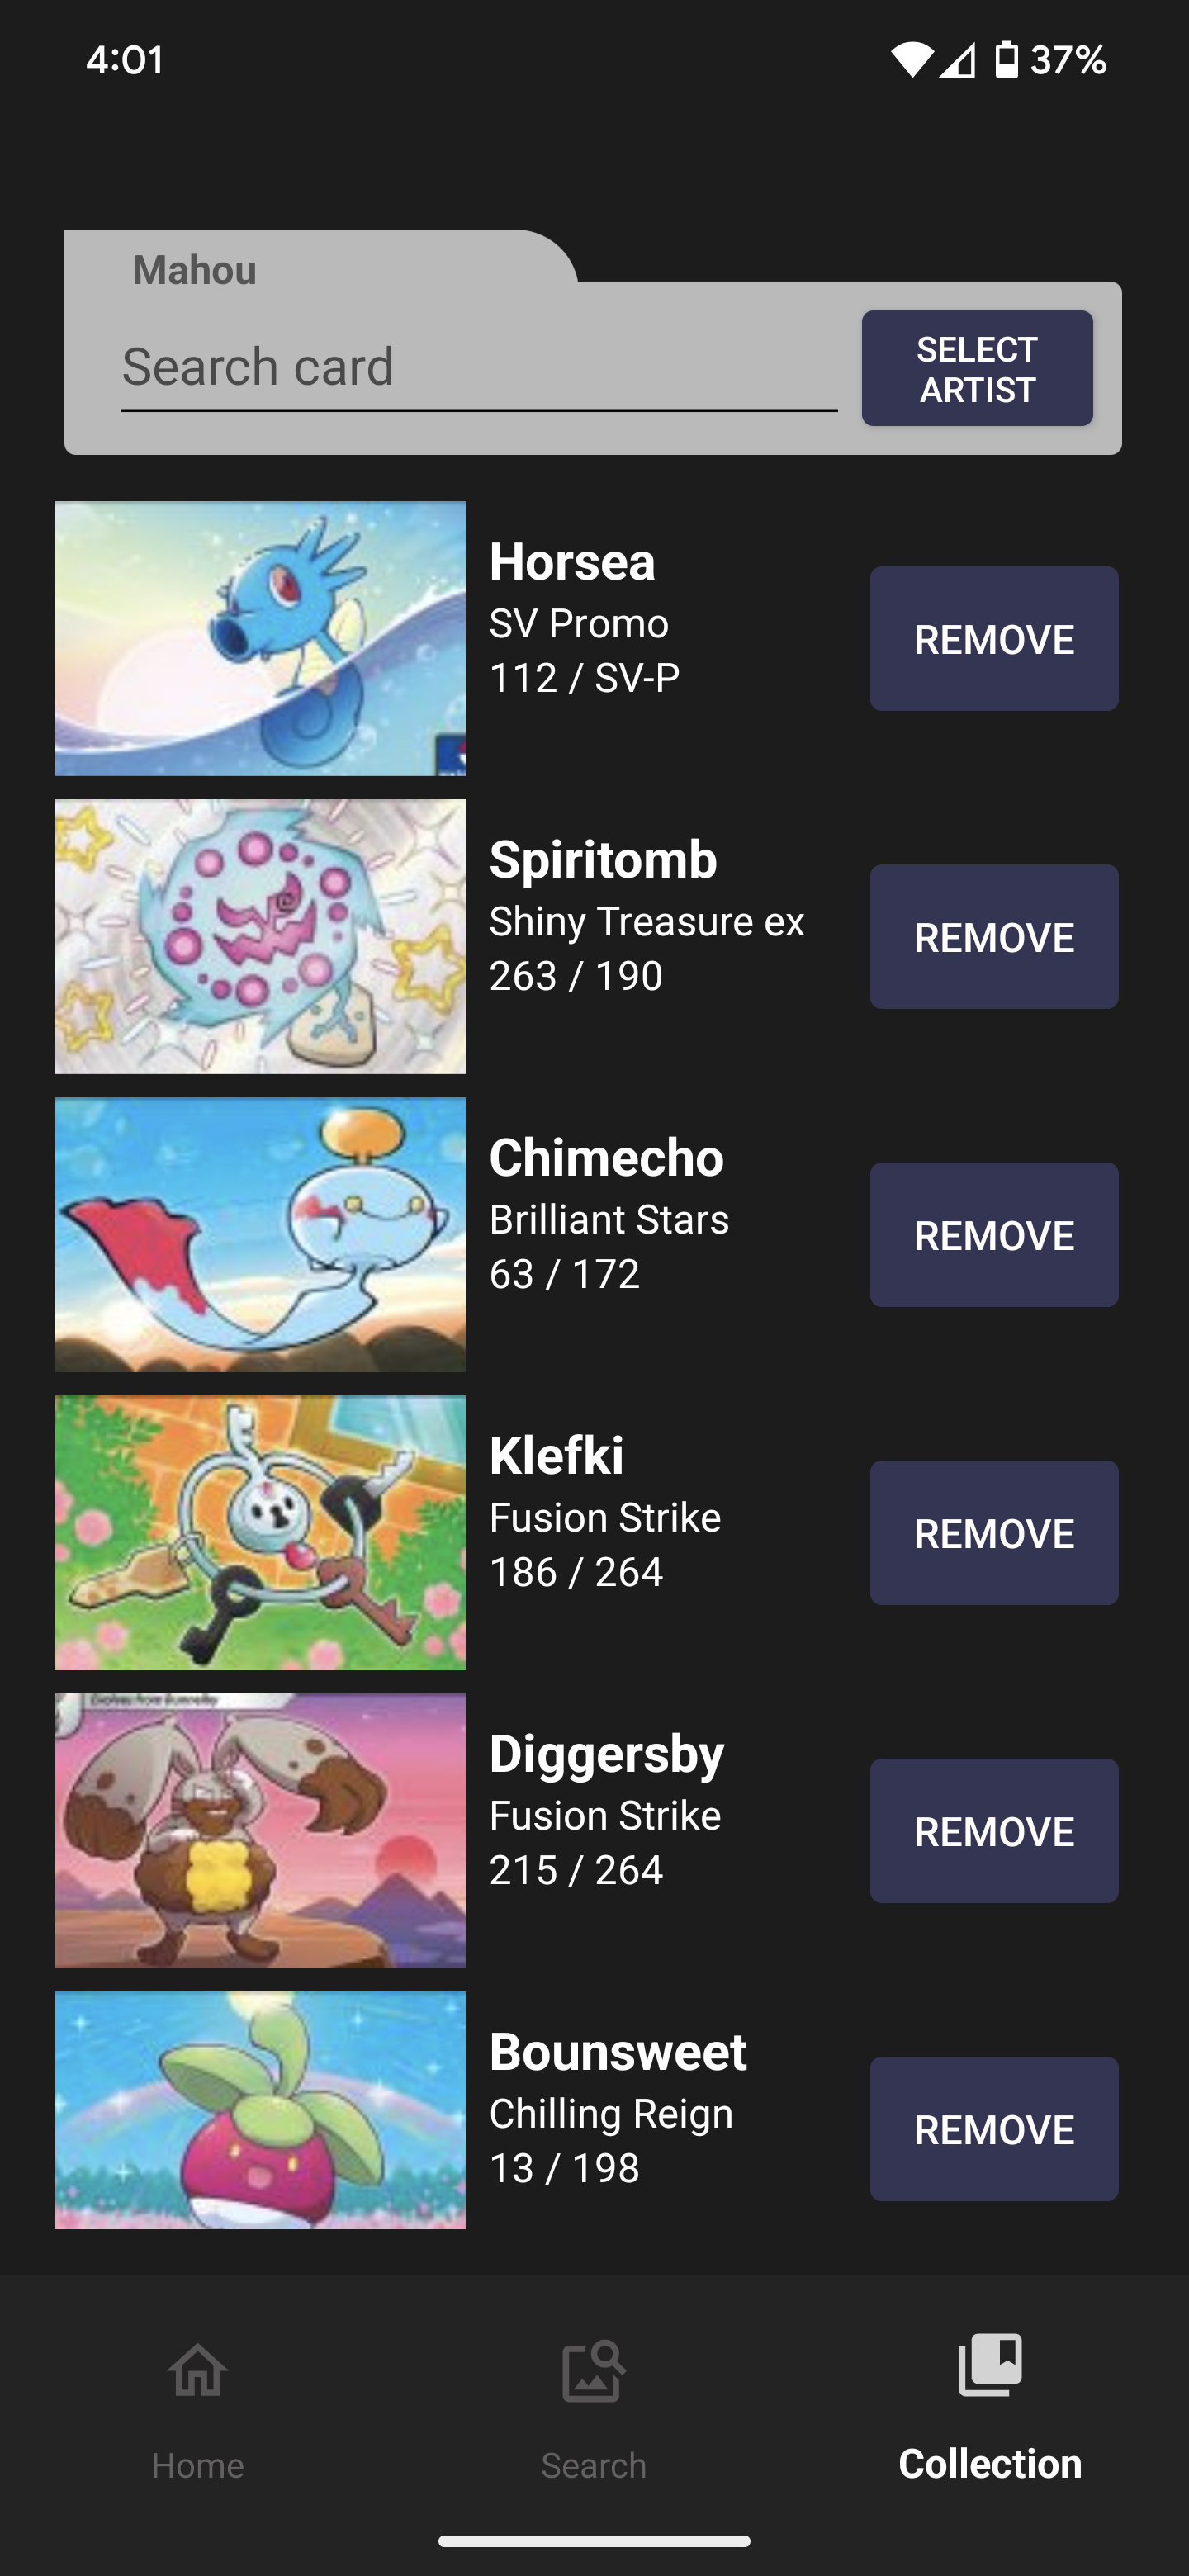 4:01
37%
Mahou
Search card
SELECT
ARTIST
Horsea
SV Promo
112 / SV-P
REMOVE
Spiritomb
Shiny Treasure ex
263 / 190
REMOVE
Chimecho
Brilliant Stars
63 / 172
REMOVE
Klefki
Fusion Strike
186 / 264
REMOVE
Evolves from Bunnelby
Diggersby
Fusion Strike
215 / 264
REMOVE
Bounsweet
Chilling Reign
13 / 198
REMOVE
Home
Search
Collection